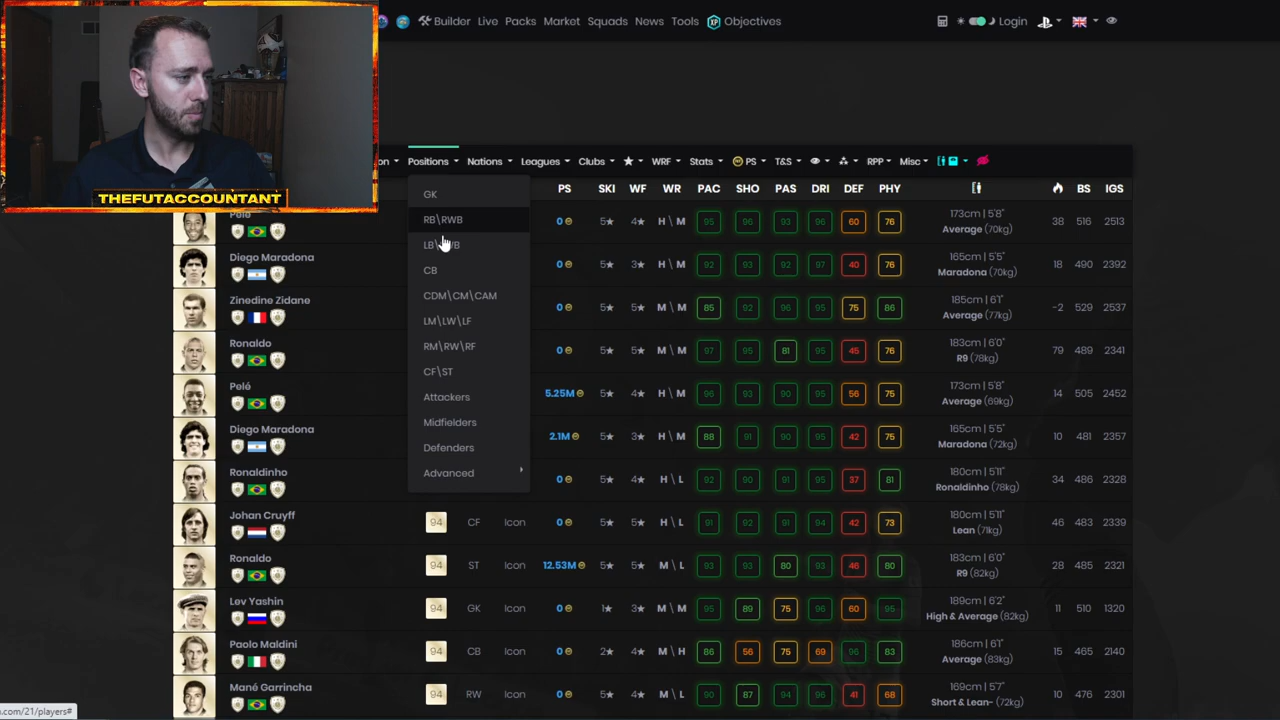 Builder Live Packs Market Squads News Tools XP Objectives Login
on Positions Nations Leagues Clubs WRF Stats PS T&S RPP Misc
PS SKI WF WR PAC SHO PAS DRI DEF PHY BS IGS
GK
RB\RWB
CB
CDM\CM\CAM
LM\LW\LF
RM\RW\RF
CF\ST
Attackers
Midfielders
Defenders
Advanced
THEFUTACCOUNTANT
Pelé 0 5★ 4★ H \ M 95 96 93 96 60 76 173cm | 5'8" Average (70kg) 38 516 2513
Diego Maradona 0 5★ 3★ H \ M 92 93 92 97 40 76 165cm | 5'5" Maradona (70kg) 18 490 2392
Zinedine Zidane 0 5★ 5★ M \ M 85 92 96 95 75 86 185cm | 6'1" Average (77kg) -2 529 2537
Ronaldo 0 5★ 5★ M \ M 97 95 81 95 45 76 183cm | 6'0" R9 (78kg) 79 489 2341
Pelé 5.25M 5★ 4★ H \ M 96 93 90 94 56 75 173cm | 5'8" Average (69kg) 14 505 2452
Diego Maradona 2.1M 5★ 3★ H \ M 88 91 90 95 42 75 165cm | 5'5" Maradona (72kg) 10 481 2357
Ronaldinho 0 5★ 4★ H \ L 92 90 91 95 37 81 180cm | 5'11" Ronaldinho (78kg) 34 486 2328
Johan Cruyff 94 CF Icon 0 5★ 5★ H \ L 91 92 91 94 42 73 180cm | 5'11" Lean (71kg) 46 483 2339
Ronaldo 94 ST Icon 12.53M 5★ 5★ M \ L 93 93 80 93 46 80 183cm | 6'0" R9 (82kg) 28 485 2321
Lev Yashin 94 GK Icon 0 1★ 3★ M \ M 95 89 75 96 60 95 189cm | 6'2" High & Average (82kg) 11 510 1320
Paolo Maldini 94 CB Icon 0 2★ 4★ M \ H 86 56 75 69 96 83 186cm | 6'1" Average (83kg) 15 465 2140
Mané Garrincha 94 RW Icon 0 5★ 4★ M \ L 90 87 94 96 41 68 169cm | 5'7" Short & Lean- (72kg) 10 476 2301
.com/21/players#